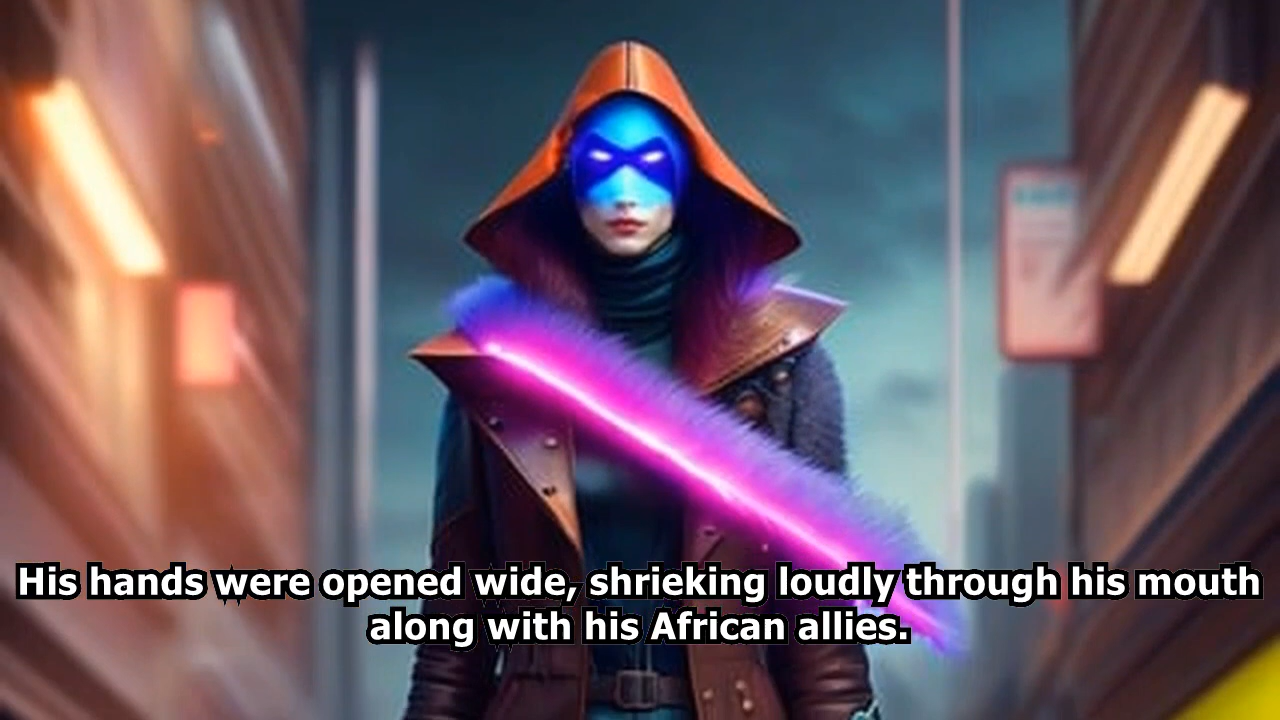 His hands were opened wide, shrieking loudly through his mouth
along with his African allies.